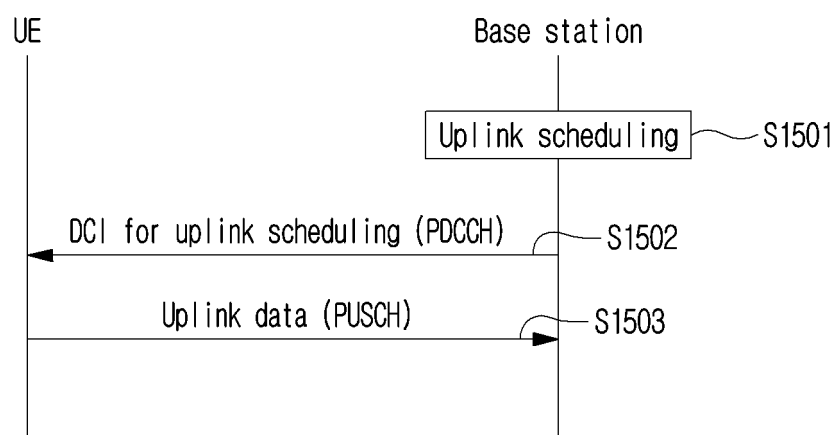 UE
Base station
Uplink scheduling
S1501
DCI for uplink scheduling (PDCCH)
S1502
Uplink data (PUSCH)
S1503